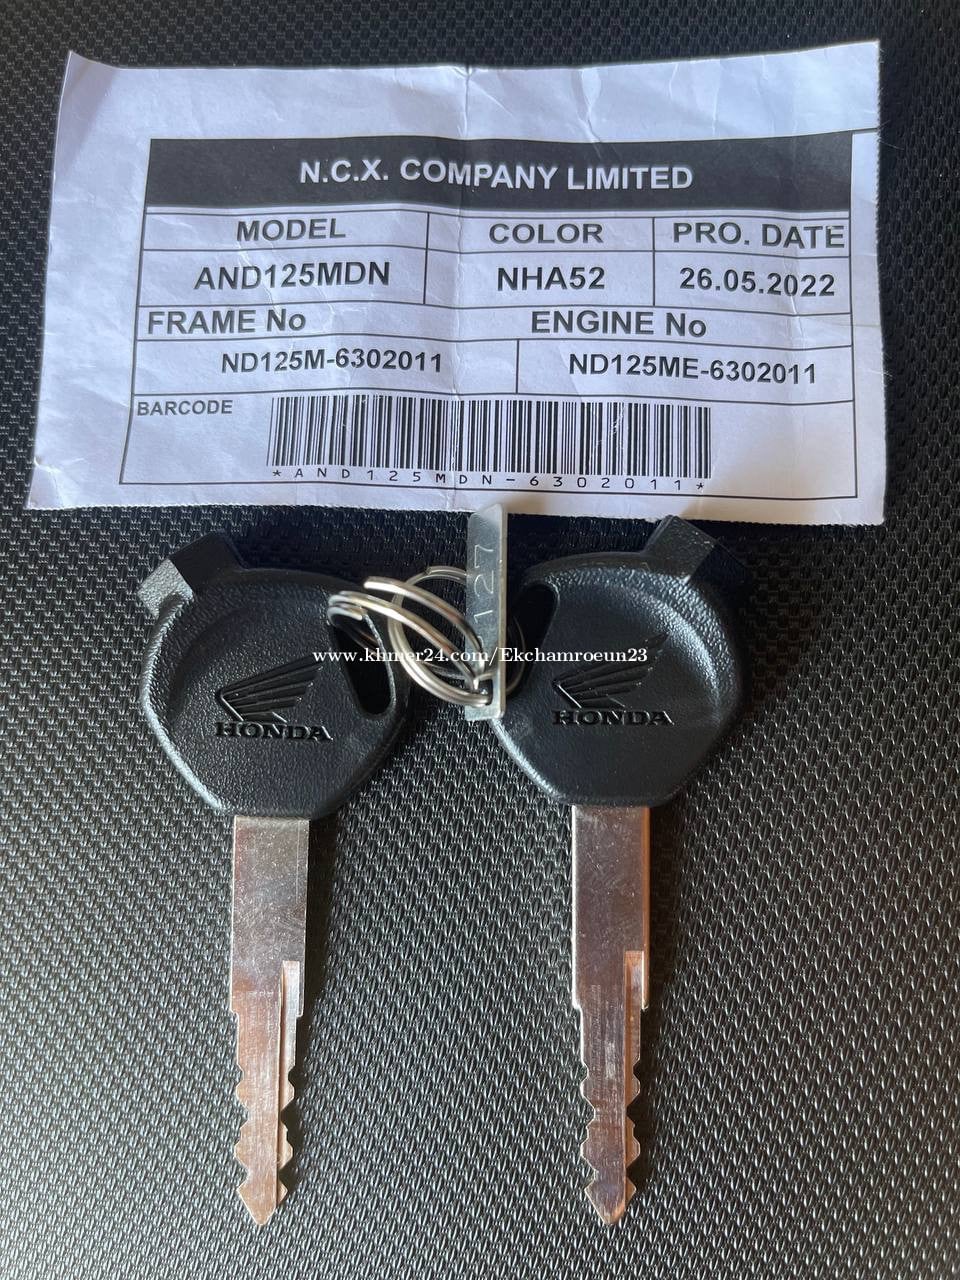 N.C.X. COMPANY LIMITED
MODEL COLOR PRO. DATE
AND125MDN NHA52 26.05.2022
FRAME No ENGINE No
ND125M-6302011 ND125ME-6302011
BARCODE
*AND125MDN-6302011*
www.khmer24.com/Ekchamroeun23
HONDA HONDA